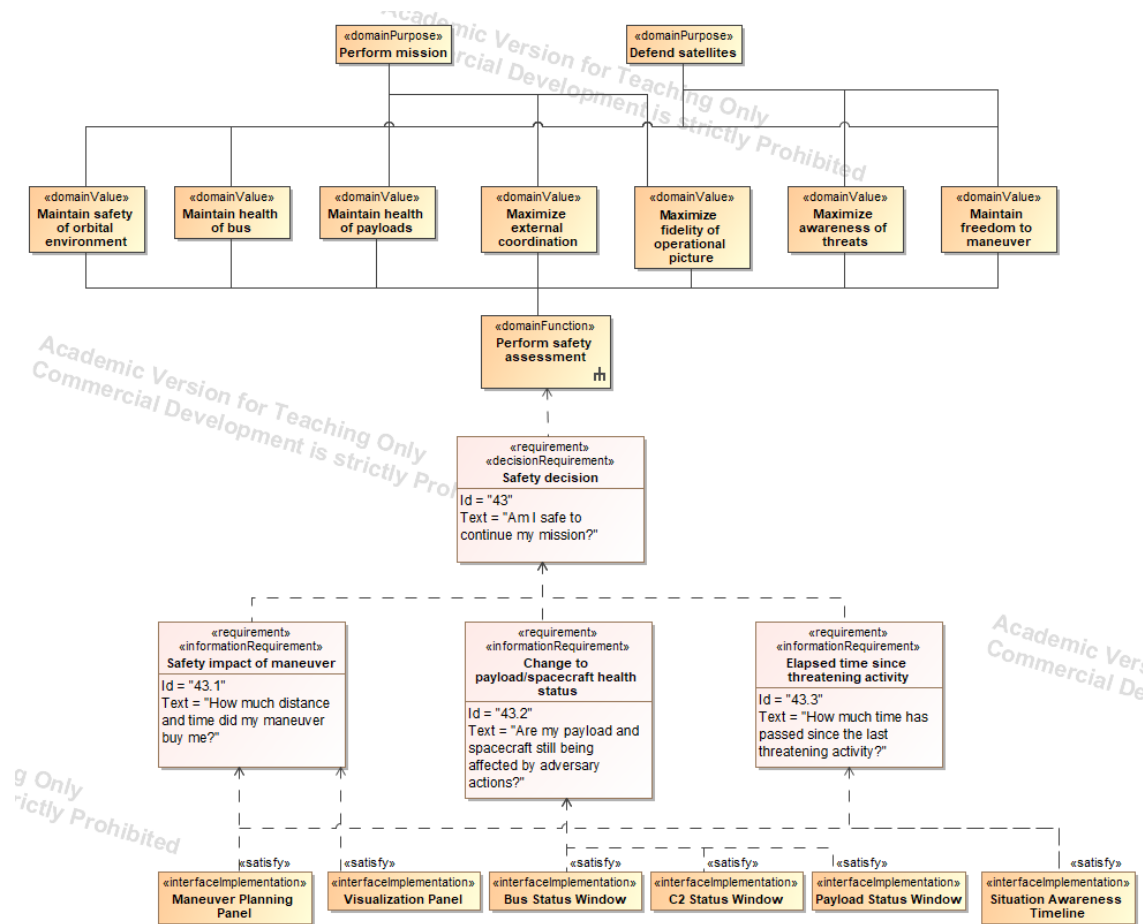 Academic Version for Teaching Only
Commercial Development is strictly Prohibited
«domainPurpose»
Perform mission
«domainPurpose»
Defend satellites
«domainValue»
Maintain safety
of orbital
environment
«domainValue»
Maintain health
of bus
«domainValue»
Maintain health
of payloads
«domainValue»
Maximize
external
coordination
«domainValue»
Maximize
fidelity of
operational
picture
«domainValue»
Maximize
awareness of
threats
«domainValue»
Maintain
freedom to
maneuver
«domainFunction»
Perform safety
assessment
Academic Version for Teaching Only
Commercial Development is strictly Prohibited
«requirement»
«decisionRequirement»
Safety decision
Id = "43"
Text = "Am I safe to
continue my mission?"
«requirement»
«informationRequirement»
Safety impact of maneuver
Id = "43.1"
Text = "How much distance
and time did my maneuver
buy me?"
«requirement»
«informationRequirement»
Change to
payload/spacecraft health
status
Id = "43.2"
Text = "Are my payload and
spacecraft still being
affected by adversary
actions?"
«requirement»
«informationRequirement»
Elapsed time since
threatening activity
Id = "43.3"
Text = "How much time has
passed since the last
threatening activity?"
Academic Vers
Commercial De
ng Only
rictly Prohibited
«satisfy»
«satisfy»
«satisfy»
«satisfy»
«satisfy»
«satisfy»
«interfaceImplementation»
Maneuver Planning
Panel
«interfaceImplementation»
Visualization Panel
«interfaceImplementation»
Bus Status Window
«interfaceImplementation»
C2 Status Window
«interfaceImplementation»
Payload Status Window
«interfaceImplementation»
Situation Awareness
Timeline